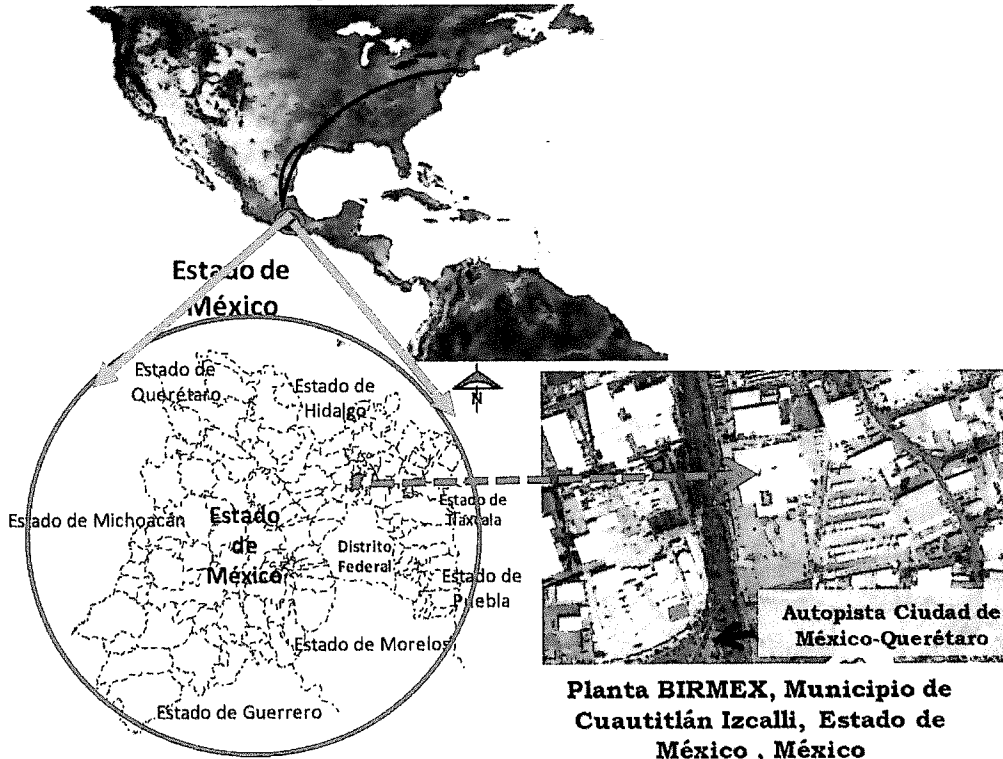 Estado de
México
Estado de
Querétaro
Estado de
Hidalgo
N
Estado de
Tlaxcala
Estado de Michoacán
Estado
de
México
Distrito
Federal
Estado de
Puebla
Estado de Morelos
Estado de Guerrero
Autopista Ciudad de
México-Querétaro
Planta BIRMEX, Municipio de
Cuautitlán Izcalli, Estado de
México , México